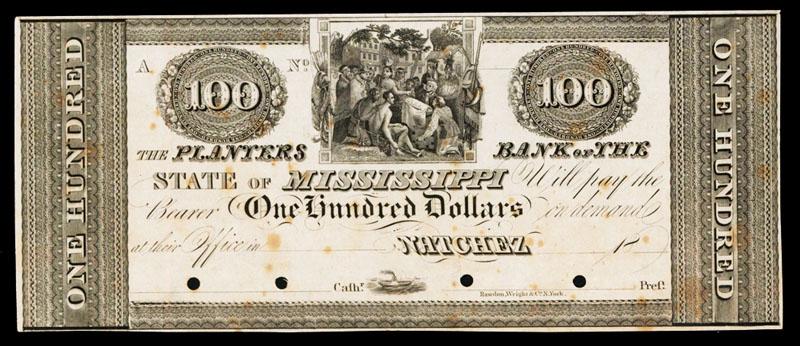 ONE HUNDRED
A
No.
100
100
THE PLANTERS BANK OF THE
STATE OF MISSISSIPPI Will pay the
Bearer One Hundred Dollars on demand
at their Office in NATCHEZ 18
Cashr.
Rawdon, Wright & Co. N. York.
Prest.
ONE HUNDRED